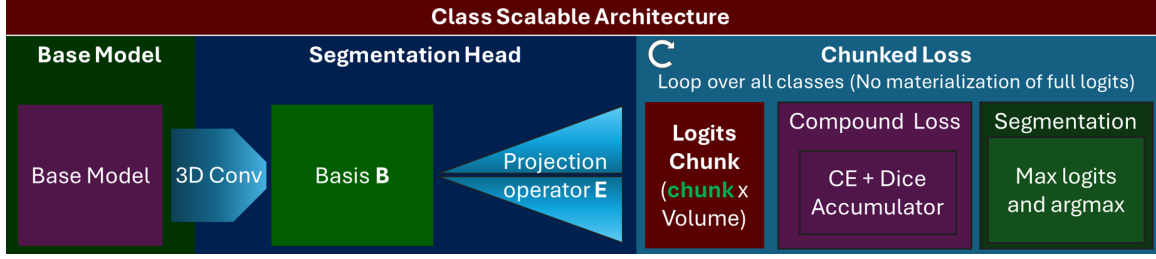 Class Scalable Architecture
Base Model
Segmentation Head
Chunked Loss
Loop over all classes (No materialization of full logits)
Base Model
3D Conv
Basis B
Projection
operator E
Logits
Chunk
(chunk x
Volume)
Compound Loss
CE + Dice
Accumulator
Segmentation
Max logits
and argmax